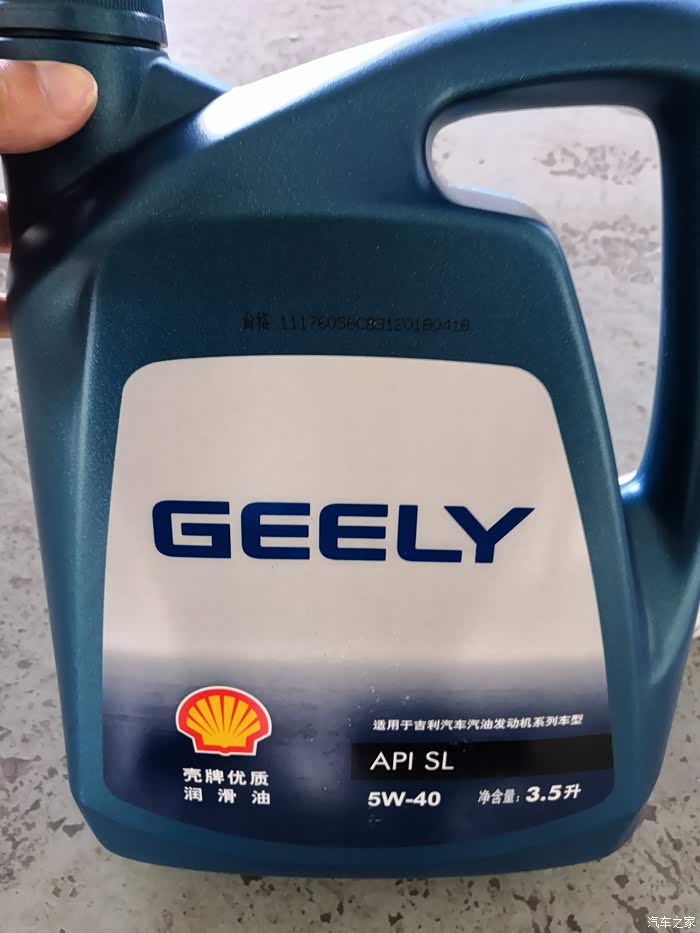 合格 11176056CB3120180418
GEELY
适用于吉利汽车汽油发动机系列车型
API SL
壳牌优质
润滑油
5W-40
净含量：3.5升
汽车之家